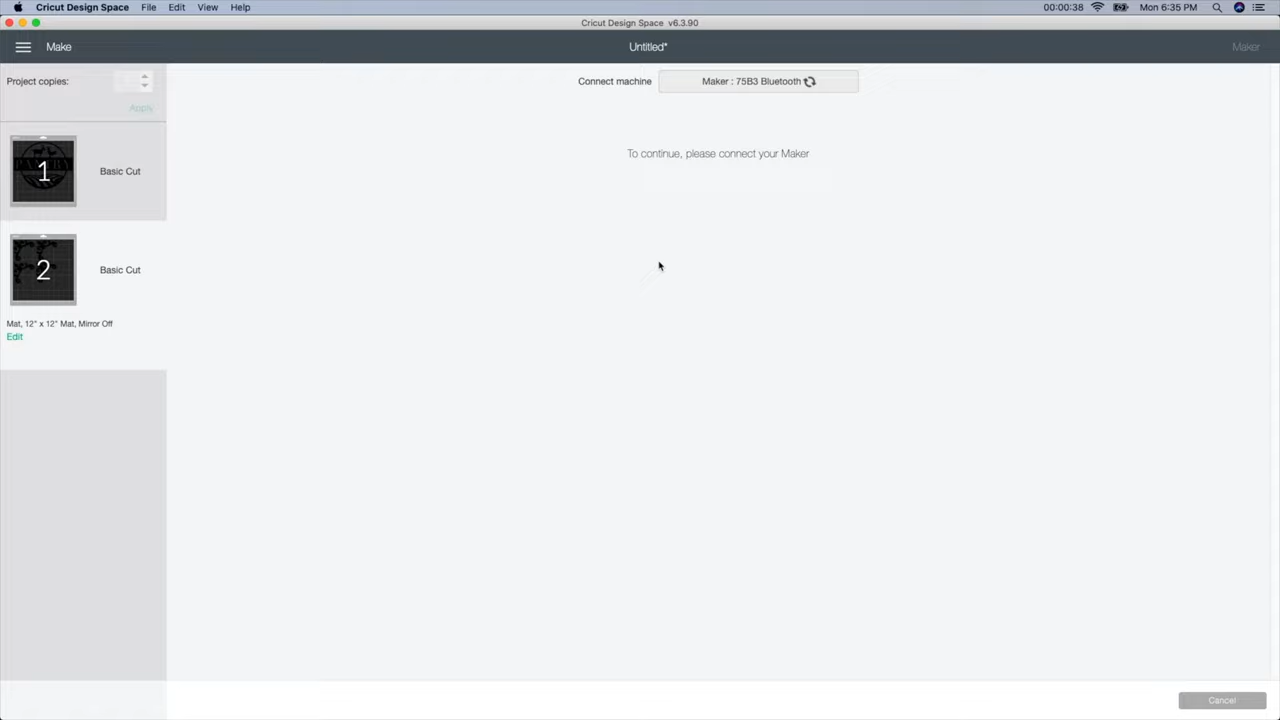 Cricut Design Space File Edit View Help 00:00:38 Mon 6:35 PM
Cricut Design Space v6.3.90
Make Untitled* Maker
Project copies: Connect machine Maker : 75B3 Bluetooth
Apply
To continue, please connect your Maker
1 Basic Cut
2 Basic Cut
Mat, 12" x 12" Mat, Mirror Off
Edit
Cancel